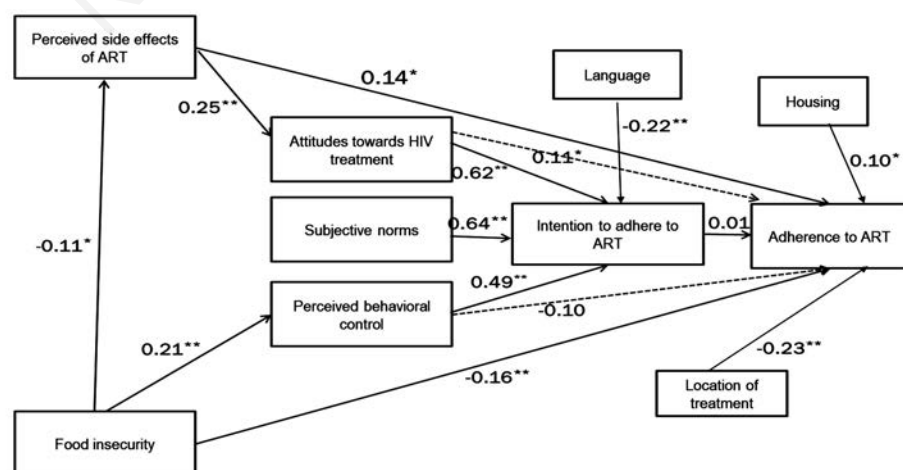 Perceived side effects
of ART
0.14*
Language
Housing
0.25**
-0.22**
Attitudes towards HIV
treatment
0.11*
0.10*
0.62**
Subjective norms
0.64**
Intention to adhere to
ART
0.01
Adherence to ART
-0.11*
0.49**
Perceived behavioral
control
-0.10
0.21**
-0.23**
-0.16**
Location of
treatment
Food insecurity